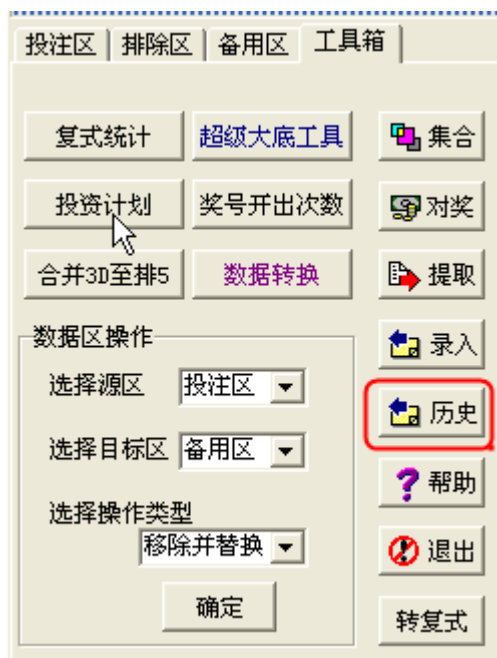 投注区 排除区 备用区 工具箱
复式统计 超级大底工具 集合
投资计划 奖号开出次数 对奖
合并3D至排5 数据转换 提取
数据区操作 录入
选择源区 投注区 历史
选择目标区 备用区
帮助
选择操作类型
移除并替换 退出
确定 转复式